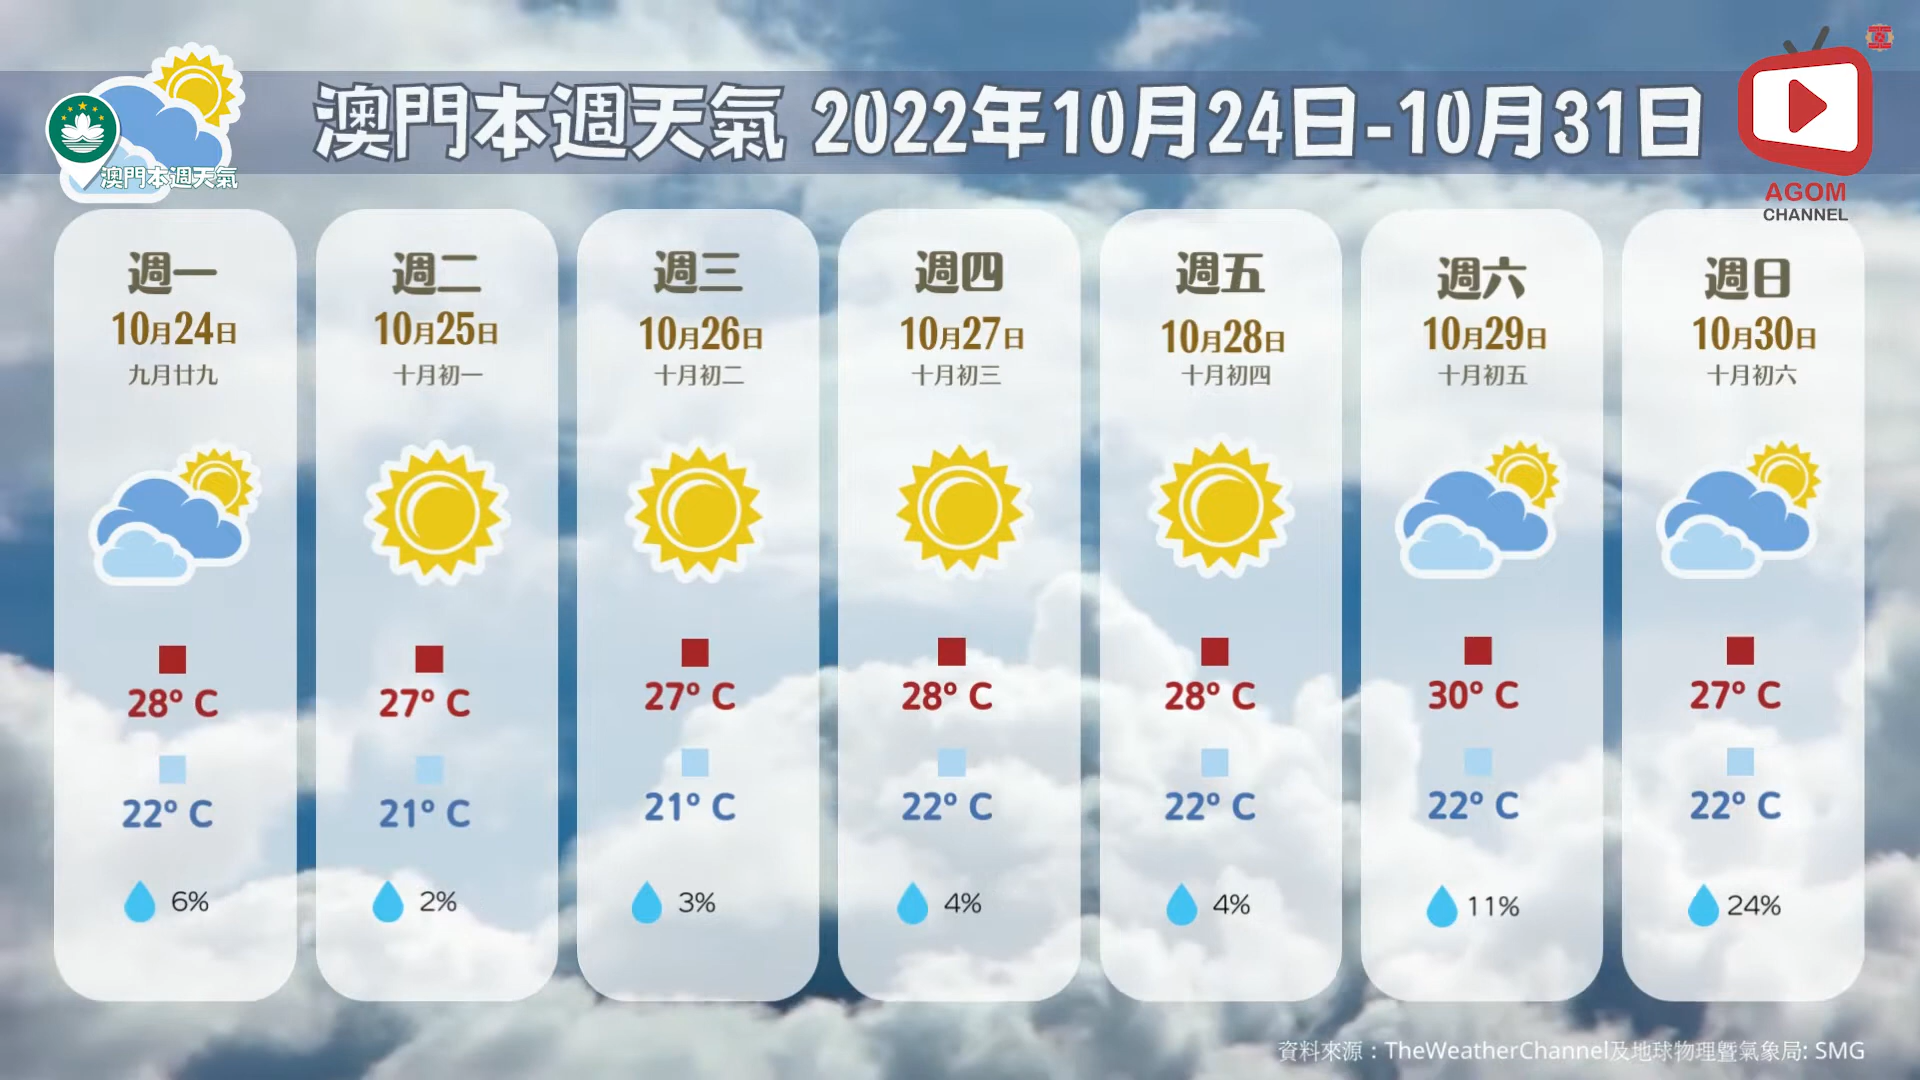 澳門本週天氣 2022年10月24日-10月31日
澳門本週天氣
AGOM
CHANNEL
週一
10月24日
九月廿九
28° C
22° C
6%
週二
10月25日
十月初一
27° C
21° C
2%
週三
10月26日
十月初二
27° C
21° C
3%
週四
10月27日
十月初三
28° C
22° C
4%
週五
10月28日
十月初四
28° C
22° C
4%
週六
10月29日
十月初五
30° C
22° C
11%
週日
10月30日
十月初六
27° C
22° C
24%
資料來源：TheWeatherChannel及地球物理暨氣象局: SMG